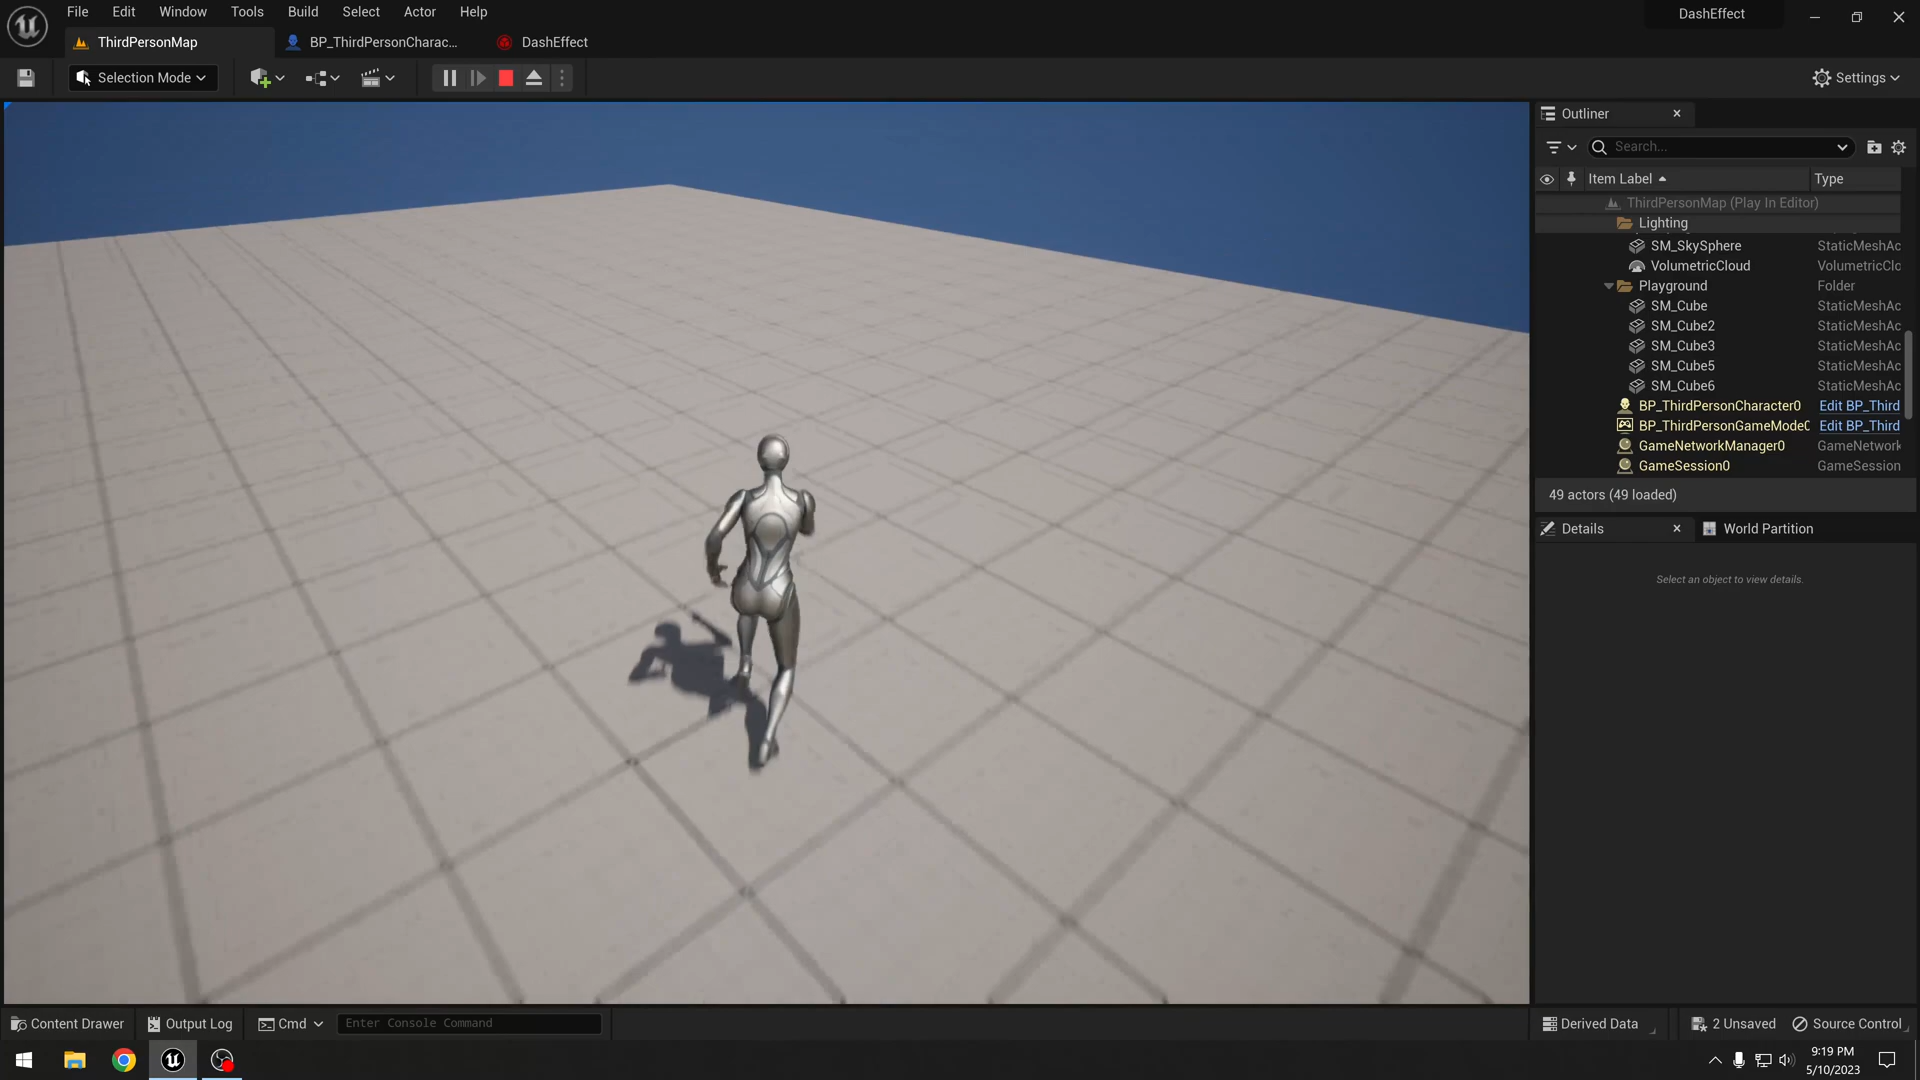 File Edit Window Tools Build Select Actor Help
DashEffect
ThirdPersonMap
BP_ThirdPersonCharac...
DashEffect
Selection Mode
Settings
Outliner
Search...
Item Label
Type
ThirdPersonMap (Play In Editor)
Lighting
SM_SkySphere StaticMeshAc
VolumetricCloud VolumetricClo
Playground Folder
SM_Cube StaticMeshAc
SM_Cube2 StaticMeshAc
SM_Cube3 StaticMeshAc
SM_Cube5 StaticMeshAc
SM_Cube6 StaticMeshAc
BP_ThirdPersonCharacter0 Edit BP_Third
BP_ThirdPersonGameMode0 Edit BP_Third
GameNetworkManager0 GameNetwork
GameSession0 GameSession
49 actors (49 loaded)
Details
World Partition
Select an object to view details.
Content Drawer
Output Log
Cmd
Enter Console Command
Derived Data
2 Unsaved
Source Control
9:19 PM
5/10/2023